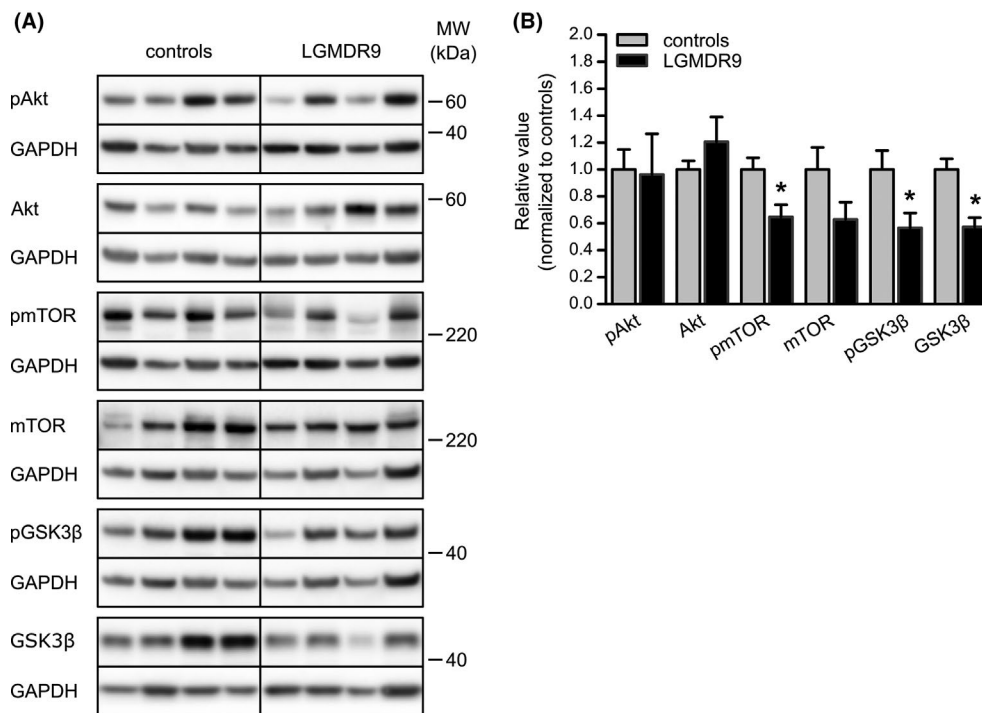 (A)
controls
LGMDR9
MW
(kDa)
pAkt
60
40
GAPDH
Akt
60
GAPDH
pmTOR
220
GAPDH
mTOR
220
GAPDH
pGSK3β
40
GAPDH
GSK3β
40
GAPDH
(B)
controls
LGMDR9
Relative value
(normalized to controls)
2.0
1.8
1.6
1.4
1.2
1.0
0.8
0.6
0.4
0.2
0.0
*
*
*
pAkt
Akt
pmTOR
mTOR
pGSK3β
GSK3β